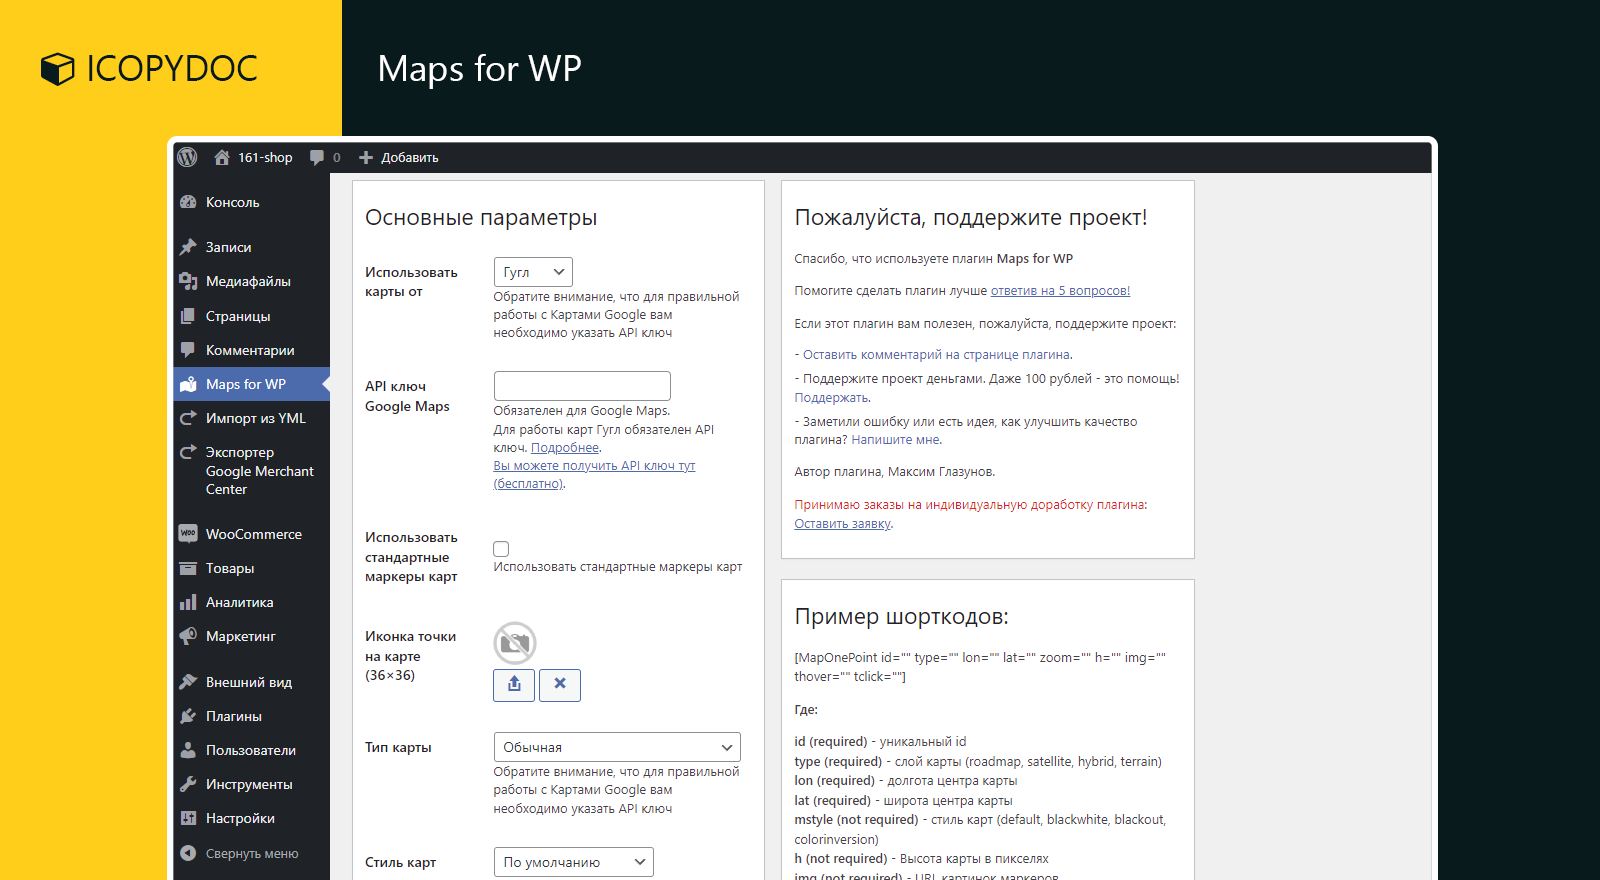 ICOPYDOC
Maps for WP
161-shop
0
Добавить
Консоль
Записи
Медиафайлы
Страницы
Комментарии
Maps for WP
Импорт из YML
Экспортер
Google Merchant
Center
WooCommerce
Товары
Аналитика
Маркетинг
Внешний вид
Плагины
Пользователи
Инструменты
Настройки
Свернуть меню
Основные параметры
Использовать
карты от
Гугл
Обратите внимание, что для правильной
работы с Картами Google вам
необходимо указать API ключ
API ключ
Google Maps
Обязателен для Google Maps.
Для работы карт Гугл обязателен API
ключ. Подробнее.
Вы можете получить API ключ тут
(бесплатно).
Использовать
стандартные
маркеры карт
Использовать стандартные маркеры карт
Иконка точки
на карте
(36×36)
Тип карты
Обычная
Обратите внимание, что для правильной
работы с Картами Google вам
необходимо указать API ключ
Стиль карт
По умолчанию
Пожалуйста, поддержите проект!
Спасибо, что используете плагин Maps for WP
Помогите сделать плагин лучше ответив на 5 вопросов!
Если этот плагин вам полезен, пожалуйста, поддержите проект:
- Оставить комментарий на странице плагина.
- Поддержите проект деньгами. Даже 100 рублей - это помощь!
Поддержать.
- Заметили ошибку или есть идея, как улучшить качество
плагина? Напишите мне.
Автор плагина, Максим Глазунов.
Принимаю заказы на индивидуальную доработку плагина:
Оставить заявку.
Пример шорткодов:
[MapOnePoint id="" type="" lon="" lat="" zoom="" h="" img=""
thover="" tclick=""]
Где:
id (required) - уникальный id
type (required) - слой карты (roadmap, satellite, hybrid, terrain)
lon (required) - долгота центра карты
lat (required) - широта центра карты
mstyle (not required) - стиль карт (default, blackwhite, blackout,
colorinversion)
h (not required) - Высота карты в пикселях
img (not required) - URL картинок маркеров